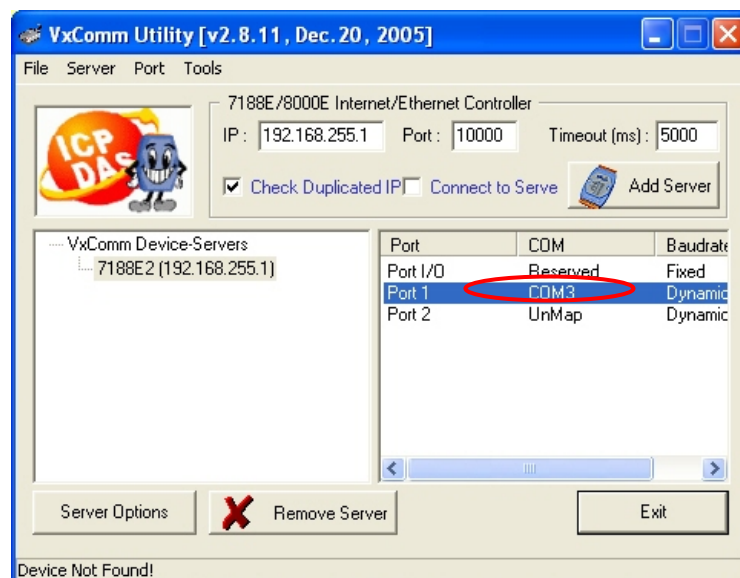 VxComm Utility [v2.8.11, Dec.20, 2005]
File Server Port Tools
7188E/8000E Internet/Ethernet Controller
IP : 192.168.255.1 Port : 10000 Timeout (ms) : 5000
ICP
DAS
Check Duplicated IP Connect to Serve Add Server
VxComm Device-Servers
7188E2 (192.168.255.1)
Port COM Baudrate
Port I/O Reserved Fixed
Port 1 COM3 Dynamic
Port 2 UnMap Dynamic
Server Options Remove Server Exit
Device Not Found!